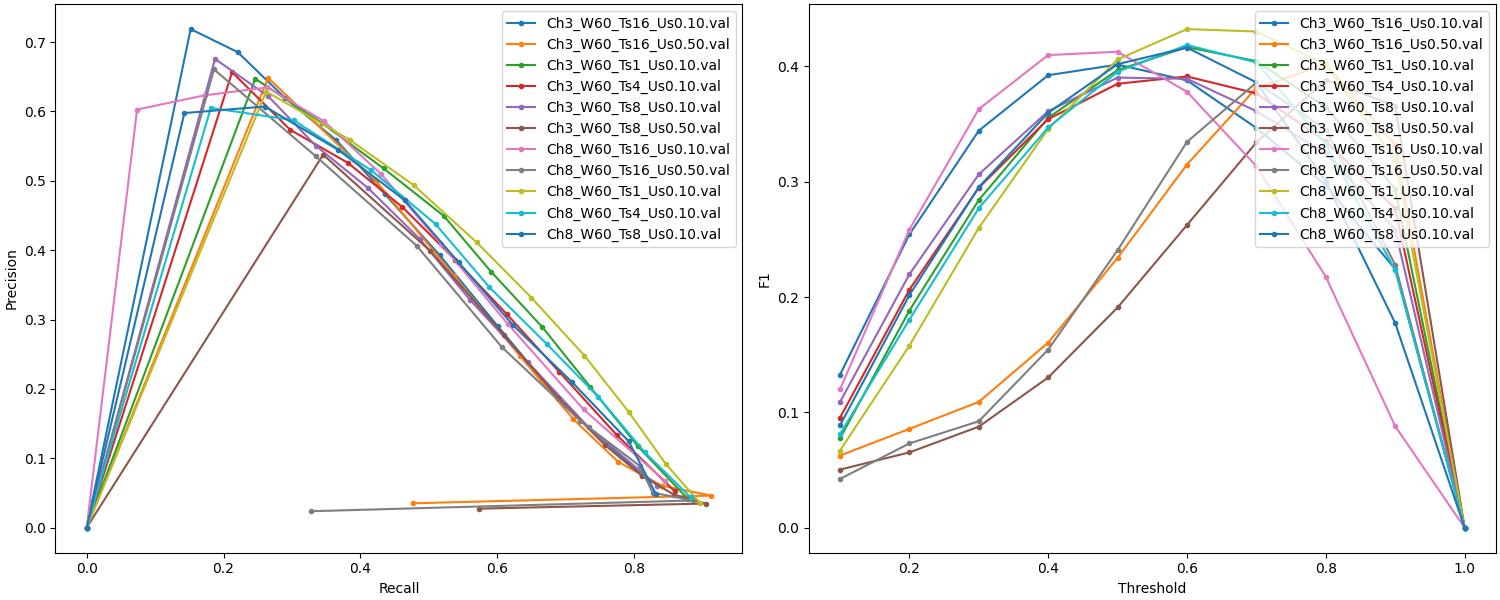 0.7
0.6
0.5
0.4
0.3
0.2
0.1
0.0
Precision
0.0 0.2 0.4 0.6 0.8
Recall
Ch3_W60_Ts16_Us0.10.val
Ch3_W60_Ts16_Us0.50.val
Ch3_W60_Ts1_Us0.10.val
Ch3_W60_Ts4_Us0.10.val
Ch3_W60_Ts8_Us0.10.val
Ch3_W60_Ts8_Us0.50.val
Ch8_W60_Ts16_Us0.10.val
Ch8_W60_Ts16_Us0.50.val
Ch8_W60_Ts1_Us0.10.val
Ch8_W60_Ts4_Us0.10.val
Ch8_W60_Ts8_Us0.10.val
0.4
0.3
0.2
0.1
0.0
F1
0.2 0.4 0.6 0.8 1.0
Threshold
Ch3_W60_Ts16_Us0.10.val
Ch3_W60_Ts16_Us0.50.val
Ch3_W60_Ts1_Us0.10.val
Ch3_W60_Ts4_Us0.10.val
Ch3_W60_Ts8_Us0.10.val
Ch3_W60_Ts8_Us0.50.val
Ch8_W60_Ts16_Us0.10.val
Ch8_W60_Ts16_Us0.50.val
Ch8_W60_Ts1_Us0.10.val
Ch8_W60_Ts4_Us0.10.val
Ch8_W60_Ts8_Us0.10.val